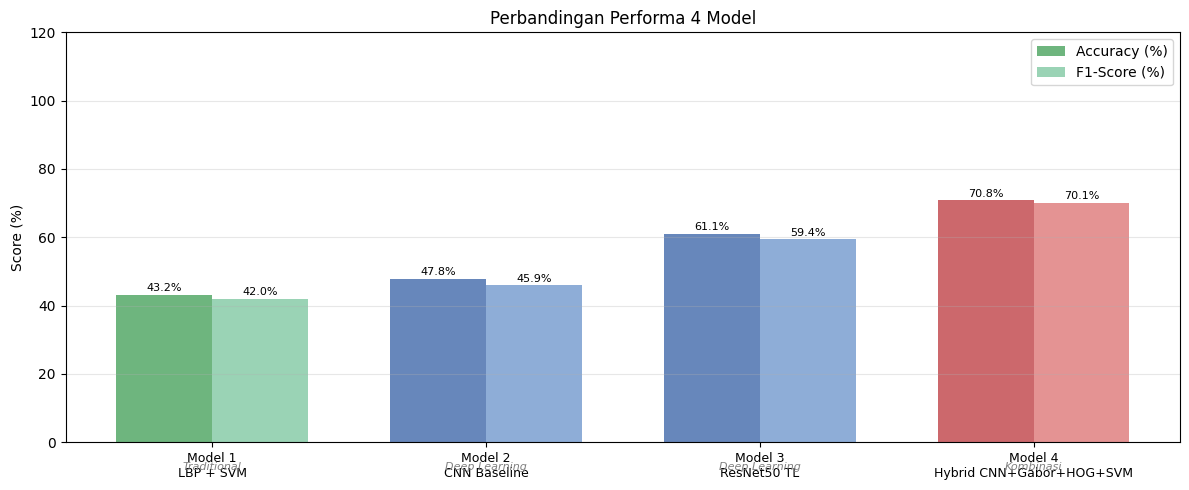 Perbandingan Performa 4 Model
Accuracy (%)
F1-Score (%)
Score (%)
120
100
80
60
40
20
0
43.2%
42.0%
47.8%
45.9%
61.1%
59.4%
70.8%
70.1%
Model 1
Traditional
LBP + SVM
Model 2
Deep Learning
CNN Baseline
Model 3
Deep Learning
ResNet50 TL
Model 4
Kombinasi
Hybrid CNN+Gabor+HOG+SVM